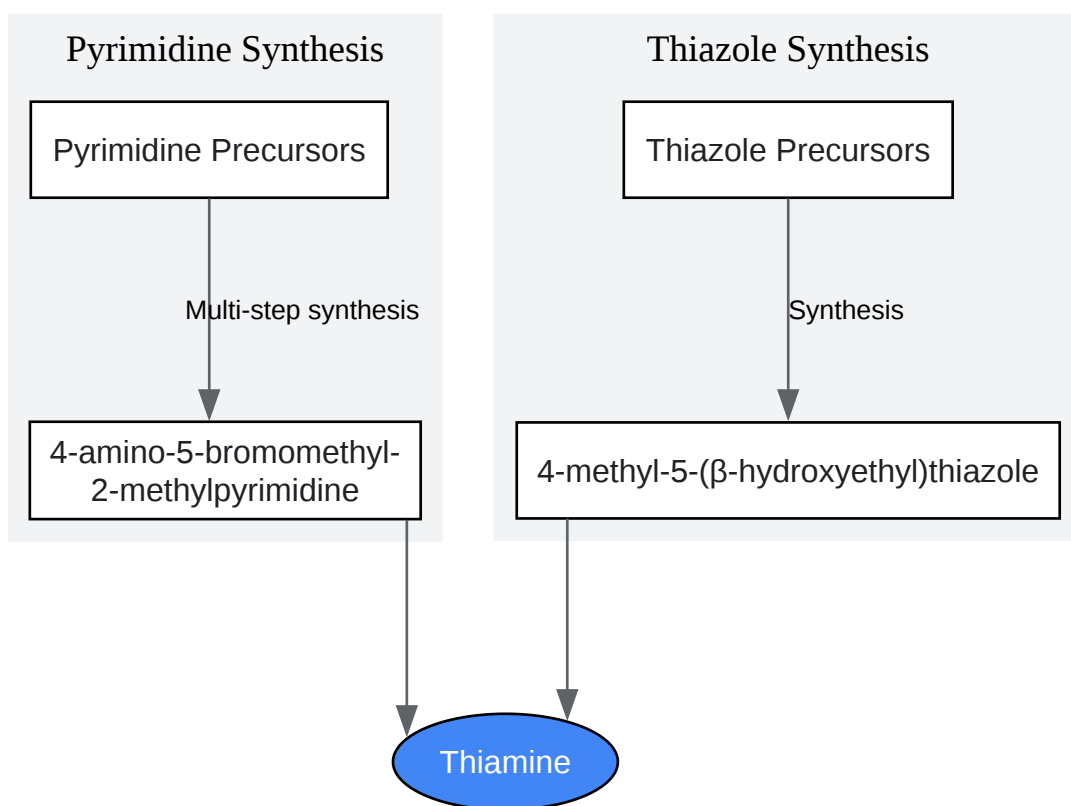 Pyrimidine Synthesis
Pyrimidine Precursors
Multi-step synthesis
4-amino-5-bromomethyl-
2-methylpyrimidine
Thiazole Synthesis
Thiazole Precursors
Synthesis
4-methyl-5-(β-hydroxyethyl)thiazole
Thiamine